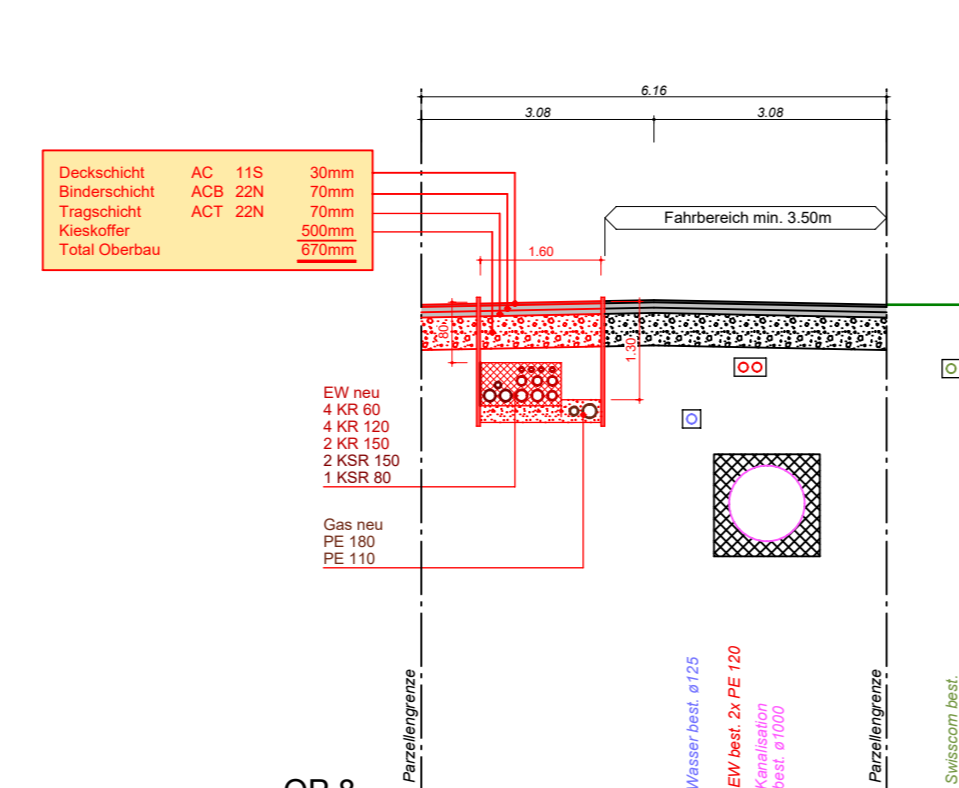 6.16
3.08 3.08
Deckschicht AC 11S 30mm
Binderschicht ACB 22N 70mm
Tragschicht ACT 22N 70mm
Kieskoffer 500mm
Total Oberbau 670mm
Fahrbereich min. 3.50m
1.60
.80
1.30
EW neu
4 KR 60
4 KR 120
2 KR 150
2 KSR 150
1 KSR 80
Gas neu
PE 180
PE 110
Parzellengrenze
Wasser best. ø125
EW best. 2x PE 120
Kanalisation
best. ø1000
Parzellengrenze
Swisscom best.